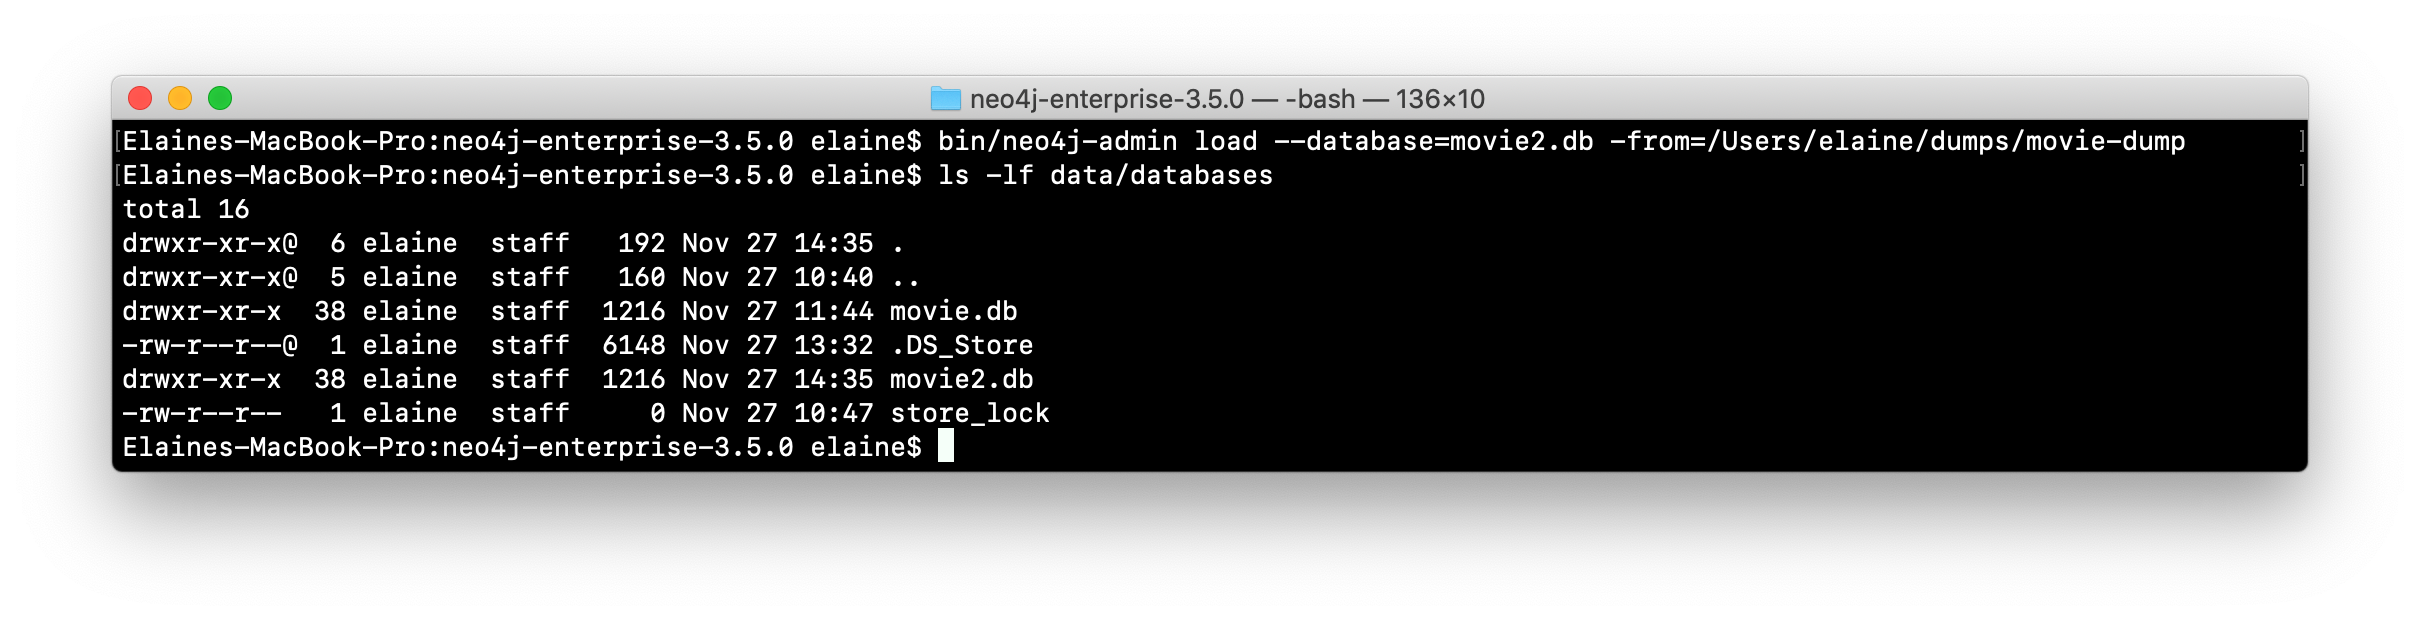 neo4j-enterprise-3.5.0 — -bash — 136×10
[Elaines-MacBook-Pro:neo4j-enterprise-3.5.0 elaine$ bin/neo4j-admin load --database=movie2.db -from=/Users/elaine/dumps/movie-dump ]
[Elaines-MacBook-Pro:neo4j-enterprise-3.5.0 elaine$ ls -lf data/databases ]
total 16
drwxr-xr-x@  6 elaine  staff   192 Nov 27 14:35 .
drwxr-xr-x@  5 elaine  staff   160 Nov 27 10:40 ..
drwxr-xr-x  38 elaine  staff  1216 Nov 27 11:44 movie.db
-rw-r--r--@  1 elaine  staff  6148 Nov 27 13:32 .DS_Store
drwxr-xr-x  38 elaine  staff  1216 Nov 27 14:35 movie2.db
-rw-r--r--   1 elaine  staff     0 Nov 27 10:47 store_lock
Elaines-MacBook-Pro:neo4j-enterprise-3.5.0 elaine$